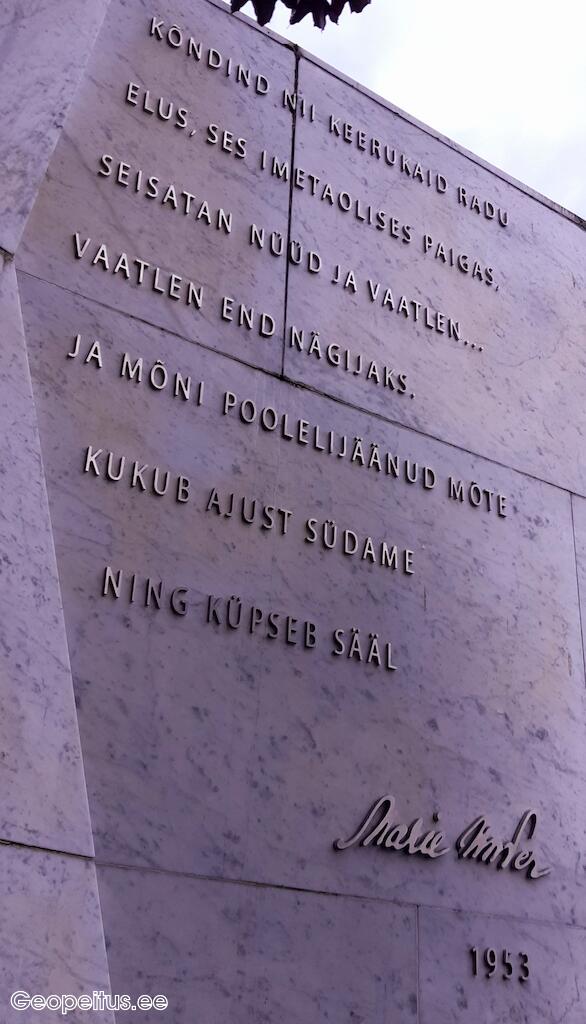 KÕNDIND NII KEERUKAID RADU
ELUS, SES IMETAOLISES PAIGAS,
SEISATAN NÜÜD JA VAATLEN...
VAATLEN END NÄGIJAKS.
JA MÕNI POOLELIJÄÄNUD MÕTE
KUKUB AJUST SÜDAME
NING KÜPSEB SÄÄL
Marie Under
1953
Geopeitus.ee